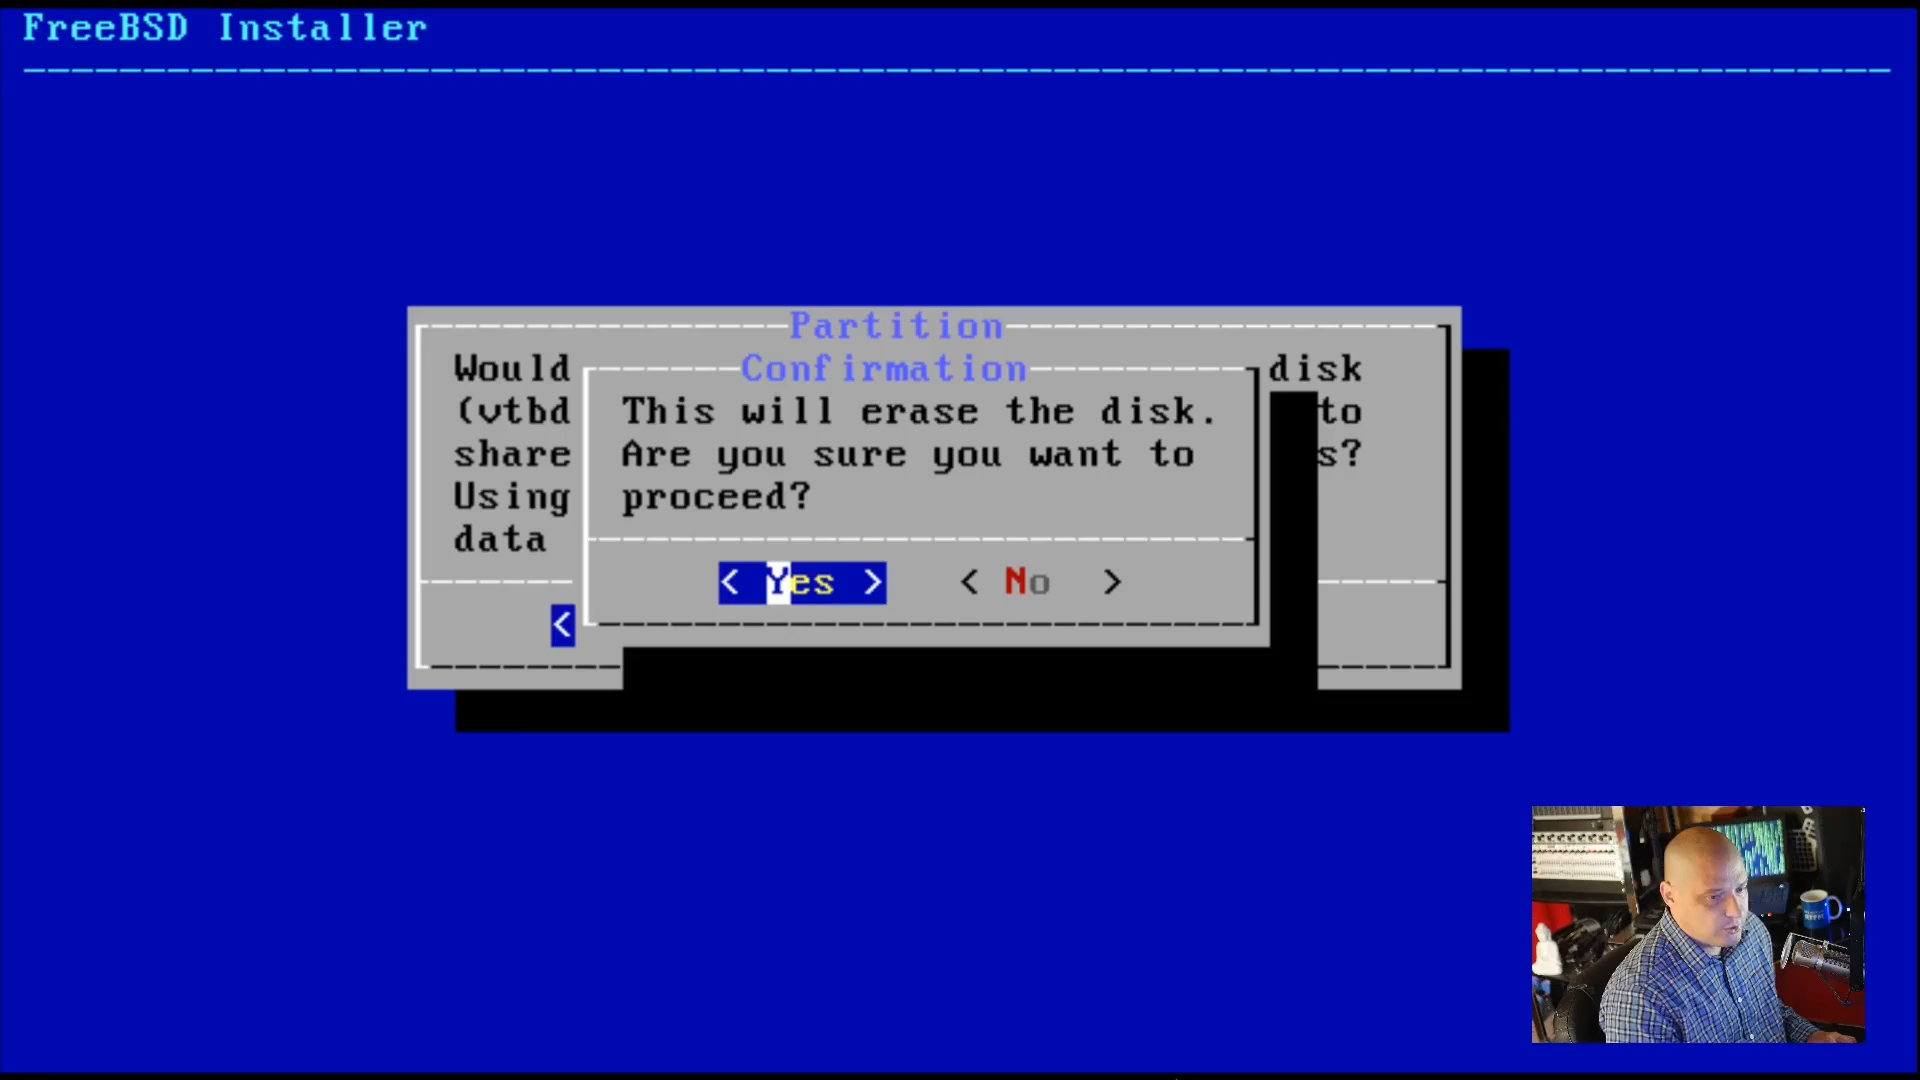 FreeBSD Installer
Partition
Would
Confirmation
disk
(vtbd
This will erase the disk.
to
share
Are you sure you want to
s?
Using
proceed?
data
< Yes >
< No >
<